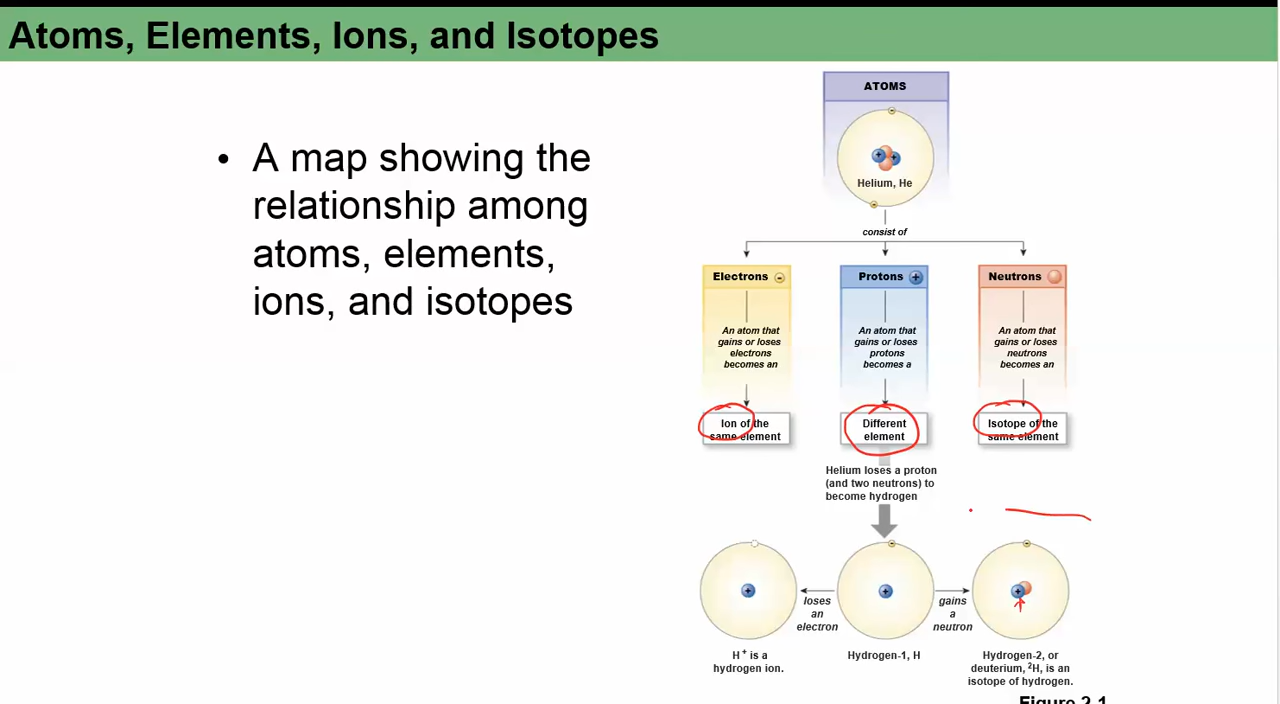 Atoms, Elements, Ions, and Isotopes
• A map showing the
relationship among
atoms, elements,
ions, and isotopes
ATOMS
Helium, He
consist of
Electrons
An atom that
gains or loses
electrons
becomes an
Ion of the
same element
Protons
An atom that
gains or loses
protons
becomes a
Different
element
Neutrons
An atom that
gains or loses
neutrons
becomes an
Isotope of the
same element
Helium loses a proton
(and two neutrons) to
become hydrogen
loses
an
electron
gains
a
neutron
H⁺ is a
hydrogen ion.
Hydrogen-1, H
Hydrogen-2, or
deuterium, ²H, is an
isotope of hydrogen.
Figure 2-1